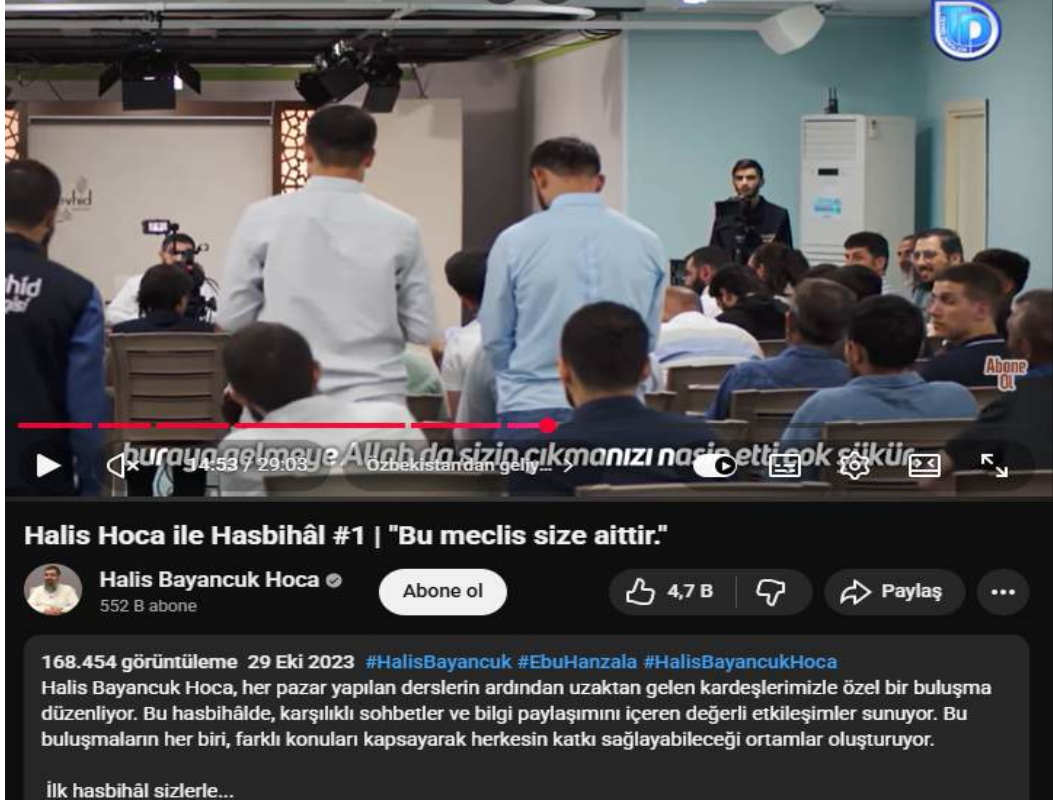 TD
vhid
hid
gisi
Abone
OL
buraya gelmeye Allah da sizin çıkmanızı nasip etti çok şükür
14:53 / 29:03
Özbekistan'dan geliy...
Halis Hoca ile Hasbihâl #1 | "Bu meclis size aittir."
Halis Bayancuk Hoca
552 B abone
Abone ol
4,7 B
Paylaş
168.454 görüntüleme 29 Eki 2023 #HalisBayancuk #EbuHanzala #HalisBayancukHoca
Halis Bayancuk Hoca, her pazar yapılan derslerin ardından uzaktan gelen kardeşlerimizle özel bir buluşma
düzenliyor. Bu hasbihâlde, karşılıklı sohbetler ve bilgi paylaşımını içeren değerli etkileşimler sunuyor. Bu
buluşmaların her biri, farklı konuları kapsayarak herkesin katkı sağlayabileceği ortamlar oluşturuyor.
İlk hasbihâl sizlerle...